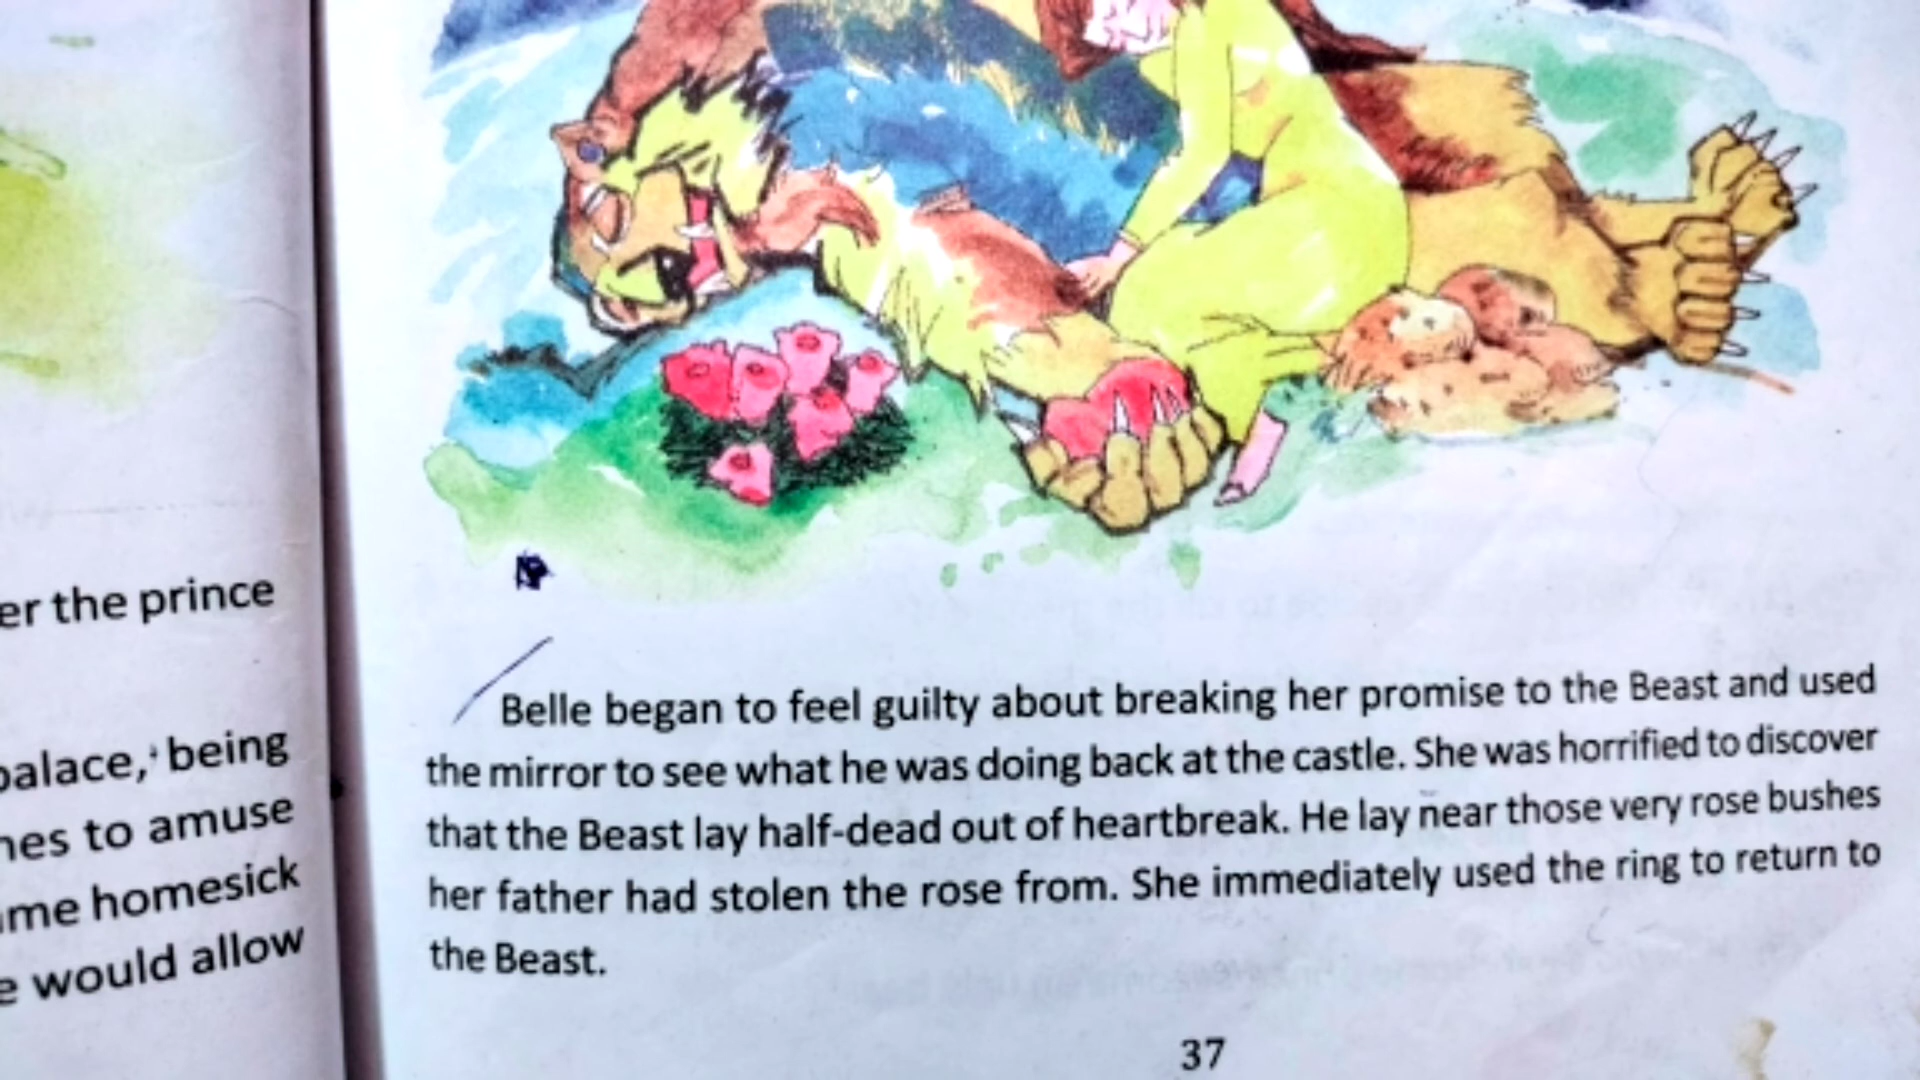 er the prince
palace, being
nes to amuse
me homesick
e would allow
Belle began to feel guilty about breaking her promise to the Beast and used
the mirror to see what he was doing back at the castle. She was horrified to discover
that the Beast lay half-dead out of heartbreak. He lay near those very rose bushes
her father had stolen the rose from. She immediately used the ring to return to
the Beast.
37